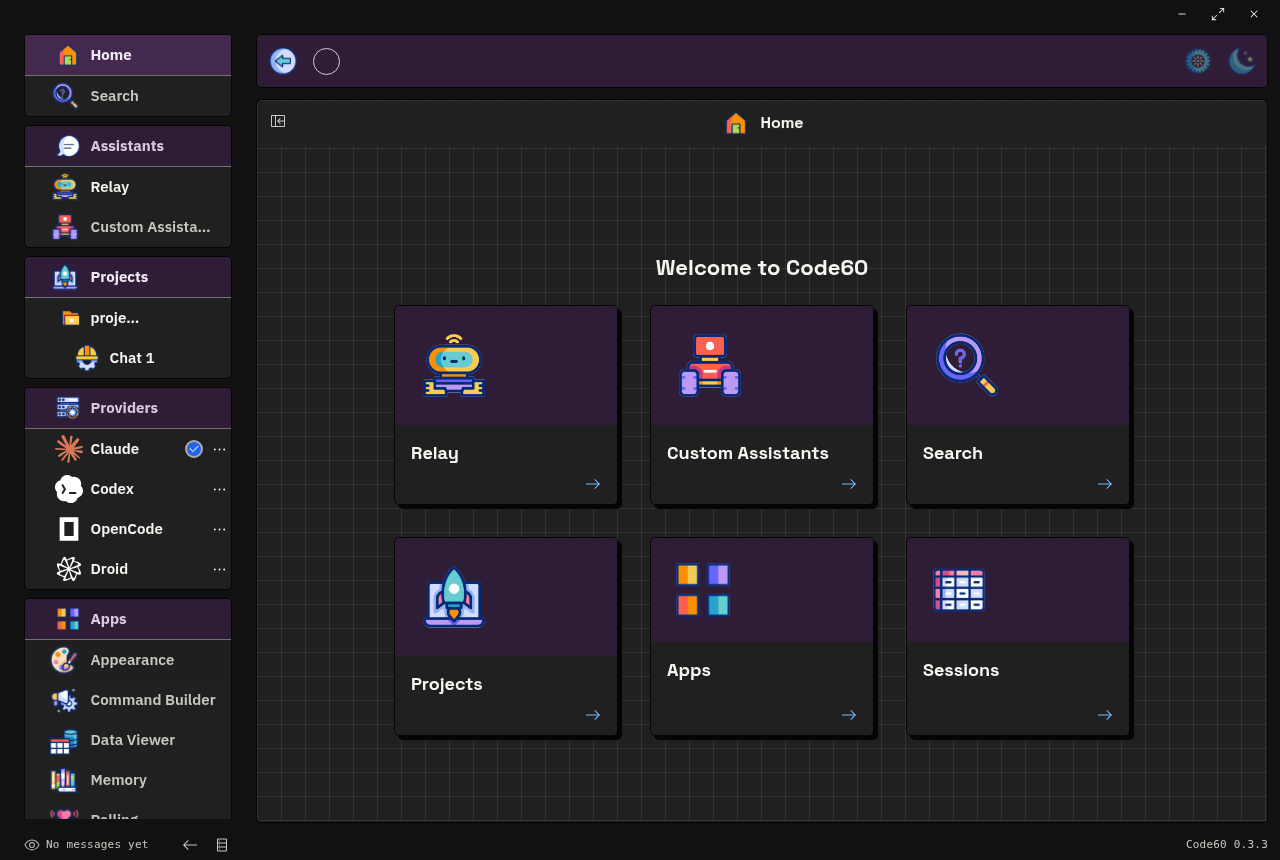 Home
Search
Assistants
Relay
Custom Assista...
Projects
proje...
Chat 1
Providers
Claude
Codex
OpenCode
Droid
Apps
Appearance
Command Builder
Data Viewer
Memory
No messages yet
Home
Welcome to Code60
Relay
Custom Assistants
Search
Projects
Apps
Sessions
Code60 0.3.3